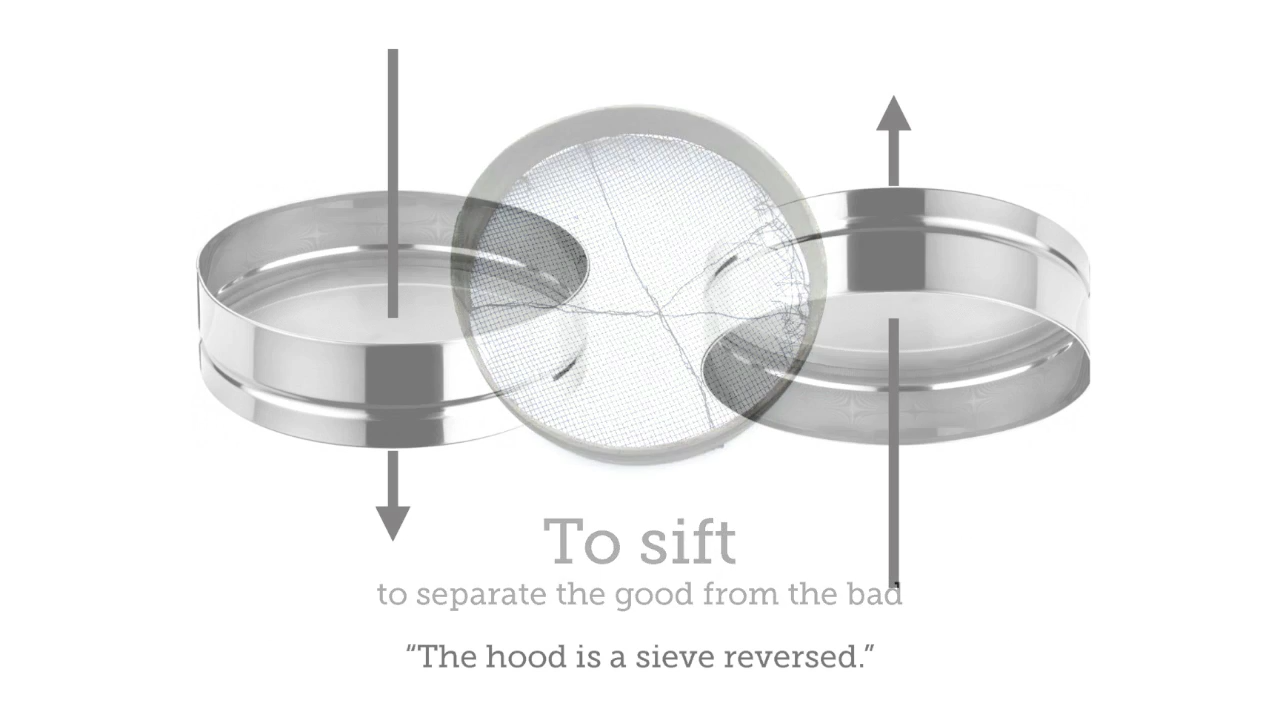 To sift
to separate the good from the bad
“The hood is a sieve reversed.”